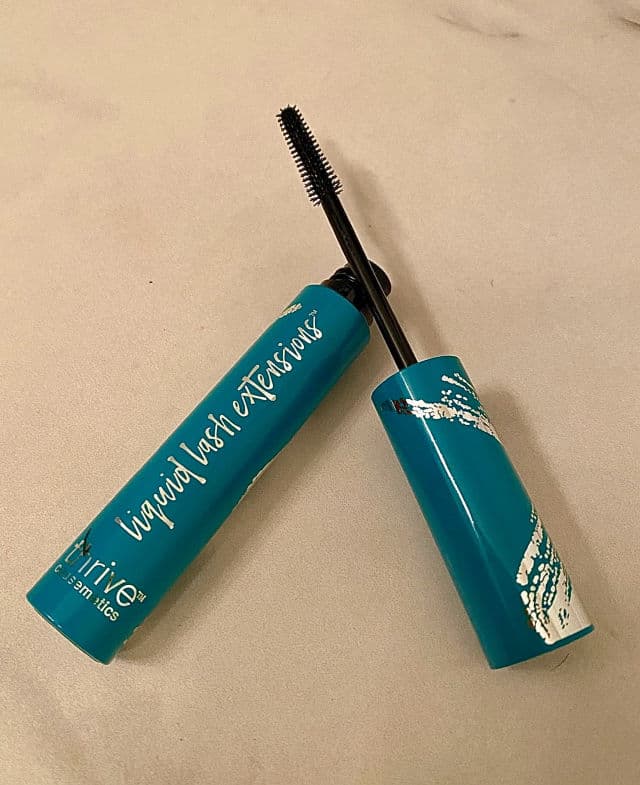 liquid lash extensions™
thrive™
causemetics